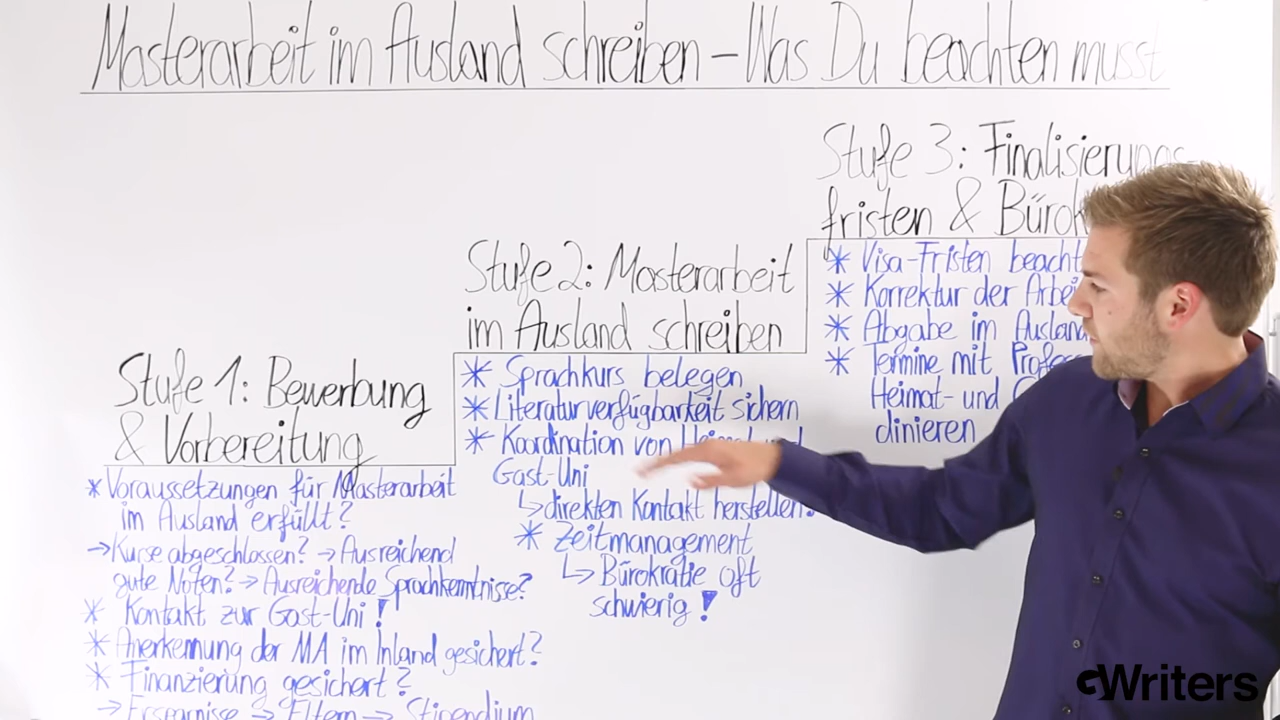 Masterarbeit im Ausland schreiben – Was Du beachten musst
Stufe 1: Bewerbung
& Vorbereitung
* Voraussetzungen für Masterarbeit
im Ausland erfüllt?
→ Kurse abgeschlossen? → Ausreichend
gute Noten? → Ausreichende Sprachkenntnisse?
* Kontakt zur Gast-Uni!
* Anerkennung der MA im Inland gesichert?
* Finanzierung gesichert?
→ Ersparnisse → Eltern → Stipendium
Stufe 2: Masterarbeit
im Ausland schreiben
* Sprachkurs belegen
* Literaturverfügbarkeit sichern
* Koordination von
Gast-Uni
↳ direkten Kontakt herstellen!
* Zeitmanagement
↳ Bürokratie oft
schwierig!
Stufe 3: Finalisierungs-
fristen & Bürok
* Visa-Fristen beacht
* Korrektur der Arbei
* Abgabe im Ausland
* Termine mit Profes
Heimat- und G
dinieren
cWriters